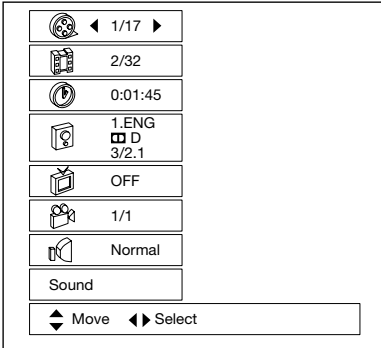 1/17
2/32
0:01:45
1.ENG
D
3/2.1
OFF
1/1
Normal
Sound
Move Select